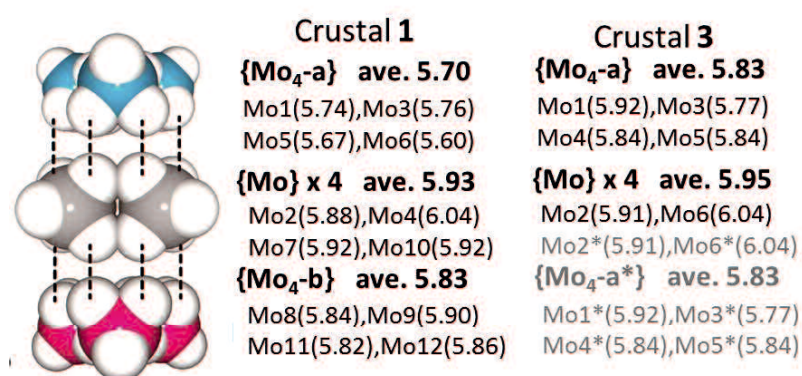 Crustal 1
{Mo4-a} ave. 5.70
Mo1(5.74),Mo3(5.76)
Mo5(5.67),Mo6(5.60)
{Mo} x 4 ave. 5.93
Mo2(5.88),Mo4(6.04)
Mo7(5.92),Mo10(5.92)
{Mo4-b} ave. 5.83
Mo8(5.84),Mo9(5.90)
Mo11(5.82),Mo12(5.86)
Crustal 3
{Mo4-a} ave. 5.83
Mo1(5.92),Mo3(5.77)
Mo4(5.84),Mo5(5.84)
{Mo} x 4 ave. 5.95
Mo2(5.91),Mo6(6.04)
Mo2*(5.91),Mo6*(6.04)
{Mo4-a*} ave. 5.83
Mo1*(5.92),Mo3*(5.77)
Mo4*(5.84),Mo5*(5.84)